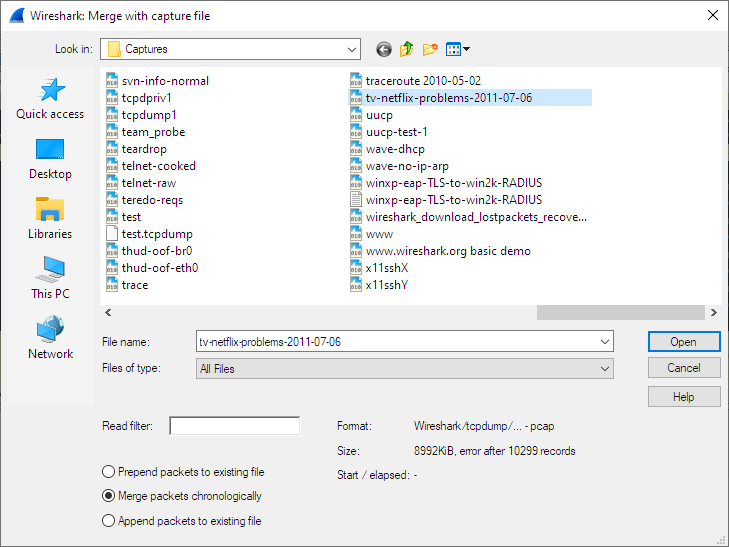 Wireshark: Merge with capture file
Look in:
Captures
Quick access
Desktop
Libraries
This PC
Network
svn-info-normal
tcpdpriv1
tcpdump1
team_probe
teardrop
telnet-cooked
telnet-raw
teredo-reqs
test
test.tcpdump
thud-oof-br0
thud-oof-eth0
trace
traceroute 2010-05-02
tv-netflix-problems-2011-07-06
uucp
uucp-test-1
wave-dhcp
wave-no-ip-arp
winxp-eap-TLS-to-win2k-RADIUS
winxp-eap-TLS-to-win2k-RADIUS
wireshark_download_lostpackets_recove...
www
www.wireshark.org basic demo
x11sshX
x11sshY
File name:
tv-netflix-problems-2011-07-06
Open
Files of type:
All Files
Cancel
Help
Read filter:
Format:
Wireshark/tcpdump/... - pcap
Size:
8992KiB, error after 10299 records
Start / elapsed: -
Prepend packets to existing file
Merge packets chronologically
Append packets to existing file